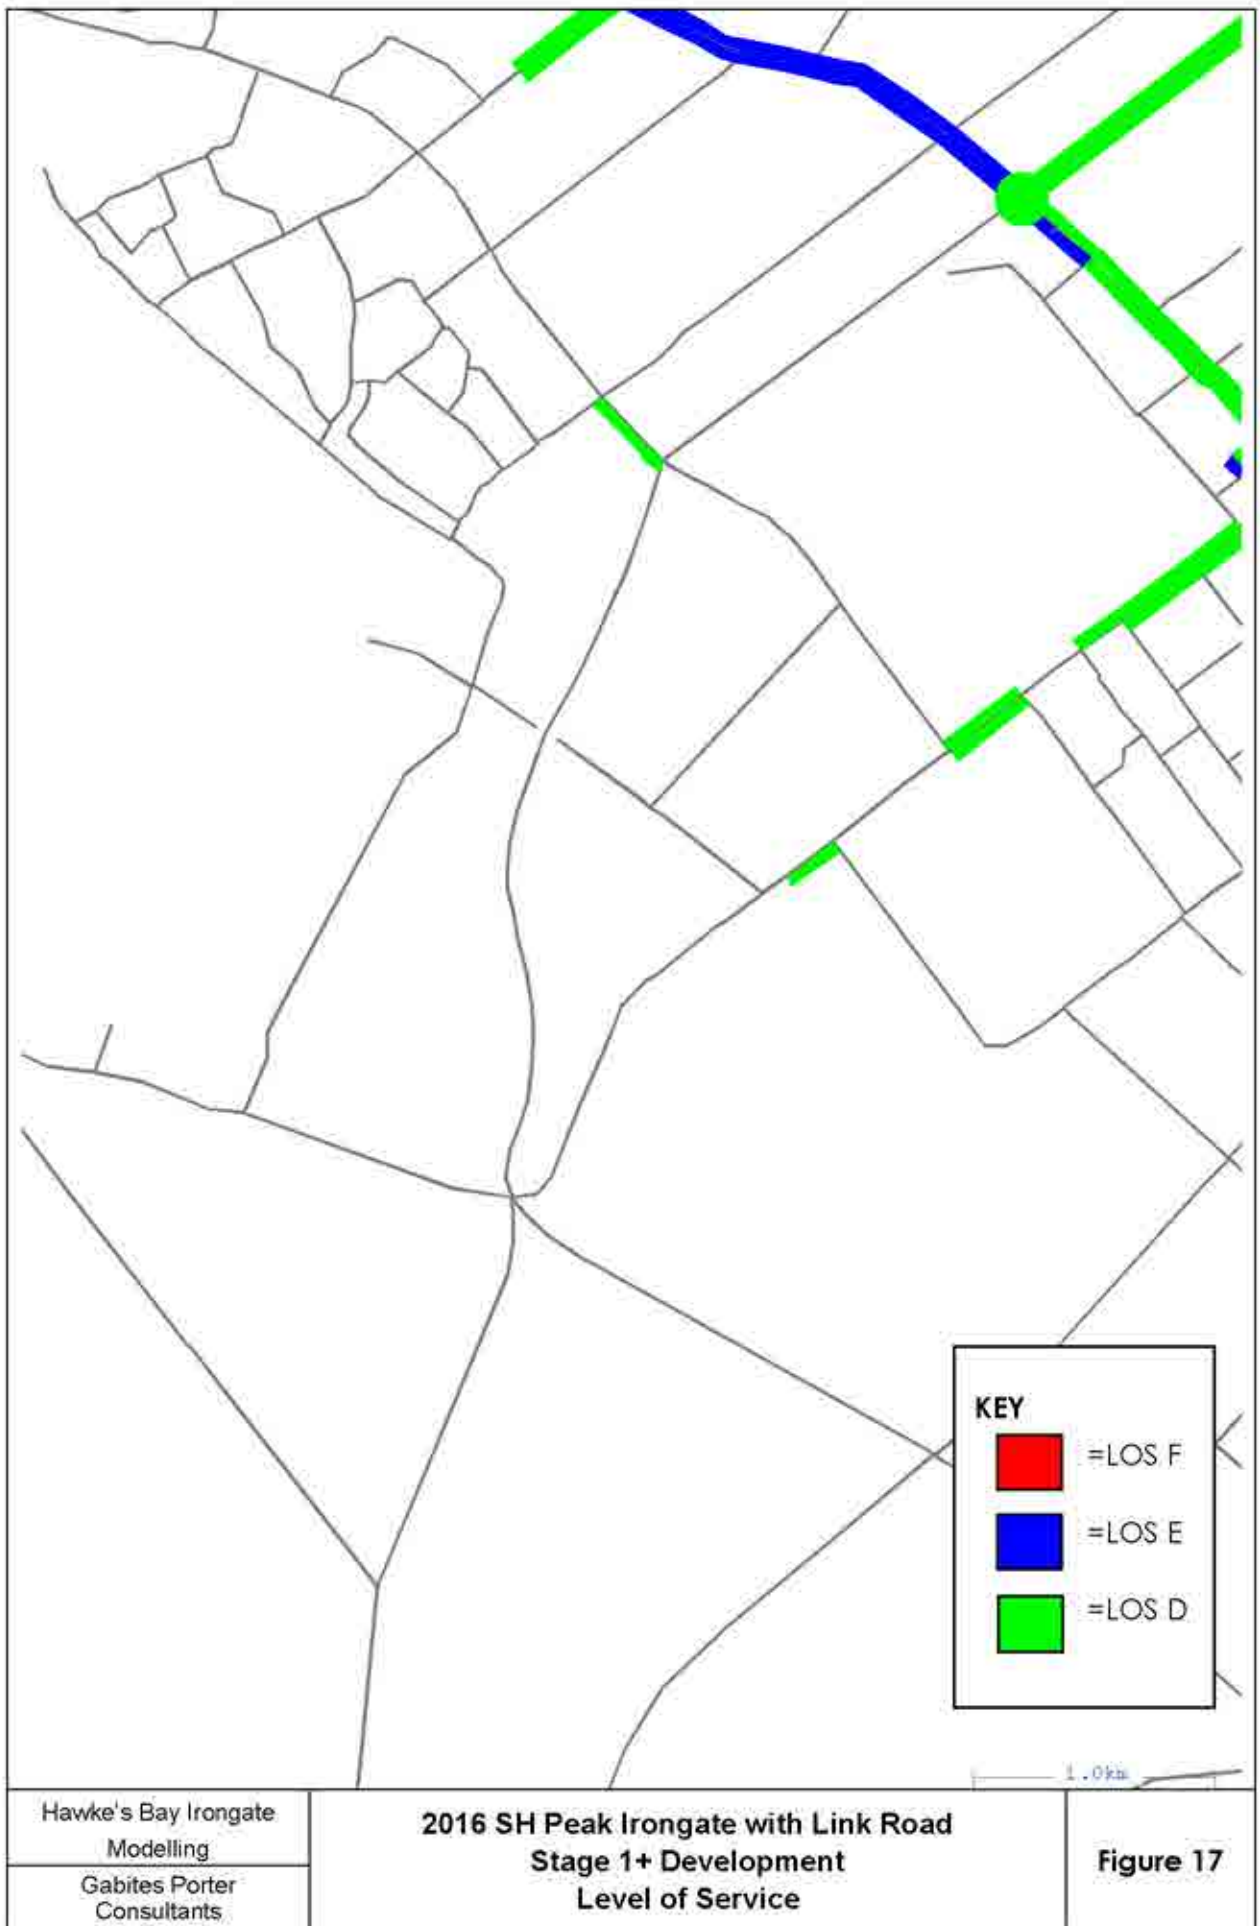 KEY
=LOS F
=LOS E
=LOS D
1.0km
Hawke's Bay Irongate
Modelling
Gabites Porter
Consultants
2016 SH Peak Irongate with Link Road
Stage 1+ Development
Level of Service
Figure 17